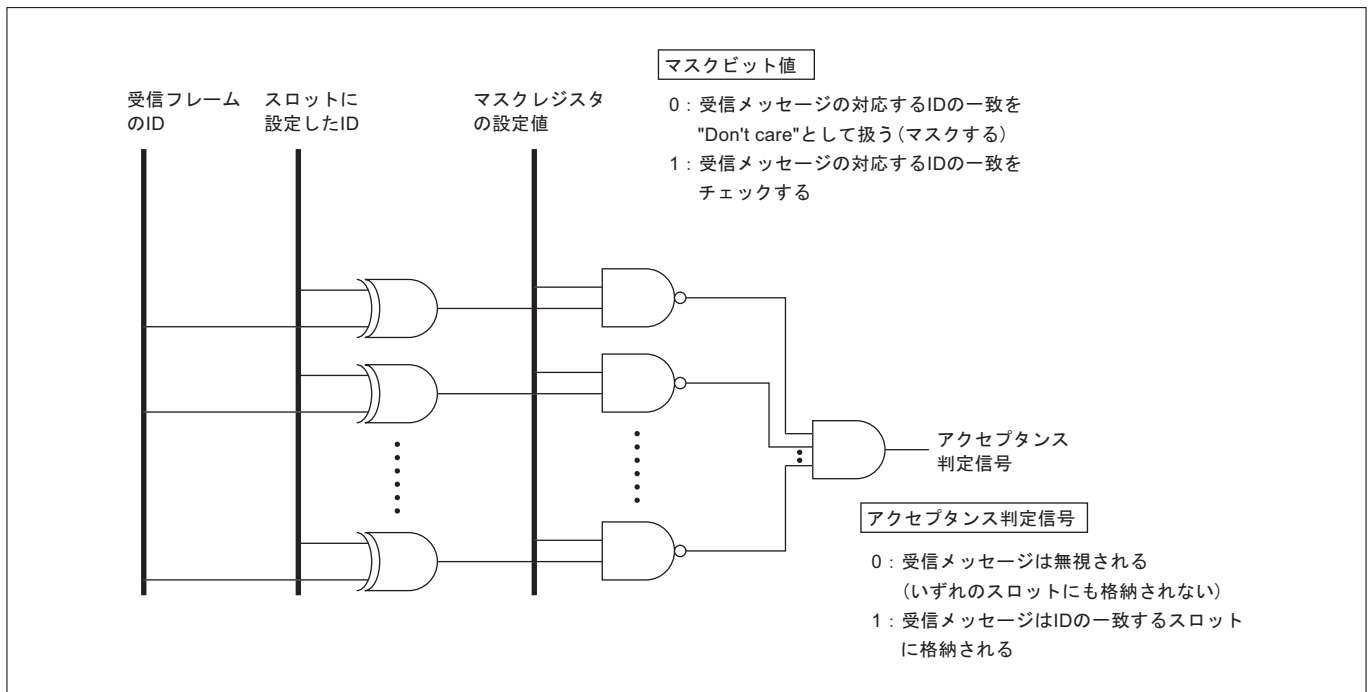 受信フレーム
のID
スロットに
設定したID
マスクレジスタ
の設定値
マスクビット値
0：受信メッセージの対応するIDの一致を
"Don't care"として扱う（マスクする）
1：受信メッセージの対応するIDの一致を
チェックする
アクセプタンス
判定信号
アクセプタンス判定信号
0：受信メッセージは無視される
（いずれのスロットにも格納されない）
1：受信メッセージはIDの一致するスロット
に格納される